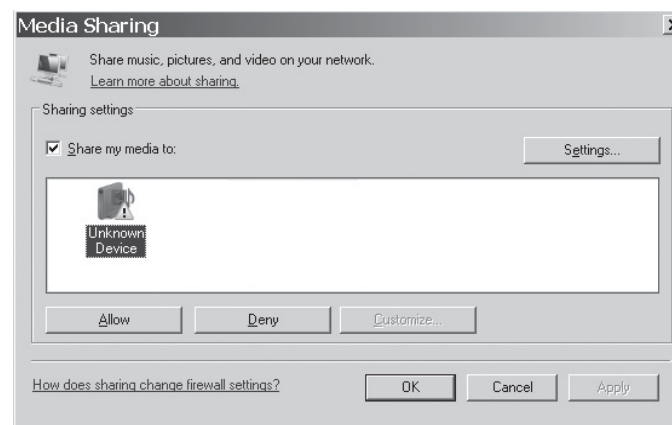 Media Sharing
Share music, pictures, and video on your network.
Learn more about sharing.
Sharing settings
Share my media to:
Settings...
Unknown
Device
Allow
Deny
Customize...
How does sharing change firewall settings?
OK
Cancel
Apply